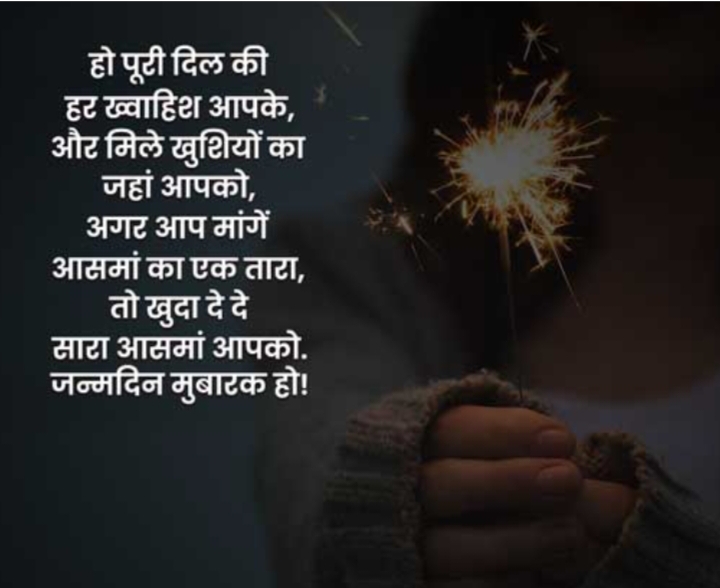 हो पूरी दिल की
हर ख्वाहिश आपके,
और मिले खुशियों का
जहां आपको,
अगर आप मांगें
आसमां का एक तारा,
तो खुदा दे दे
सारा आसमां आपको.
जन्मदिन मुबारक हो!